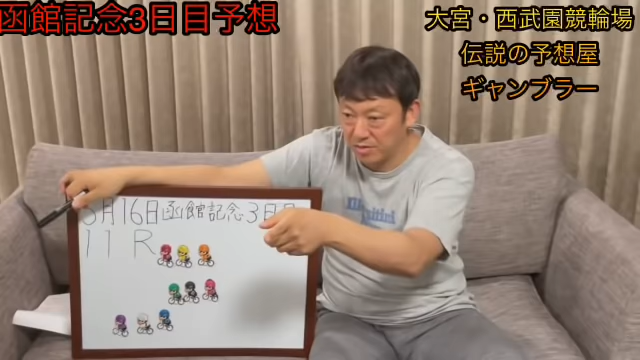 函館記念3日目予想
大宮・西武園競輪場
伝説の予想屋
ギャンブラー
月16日函館記念3日目
11R